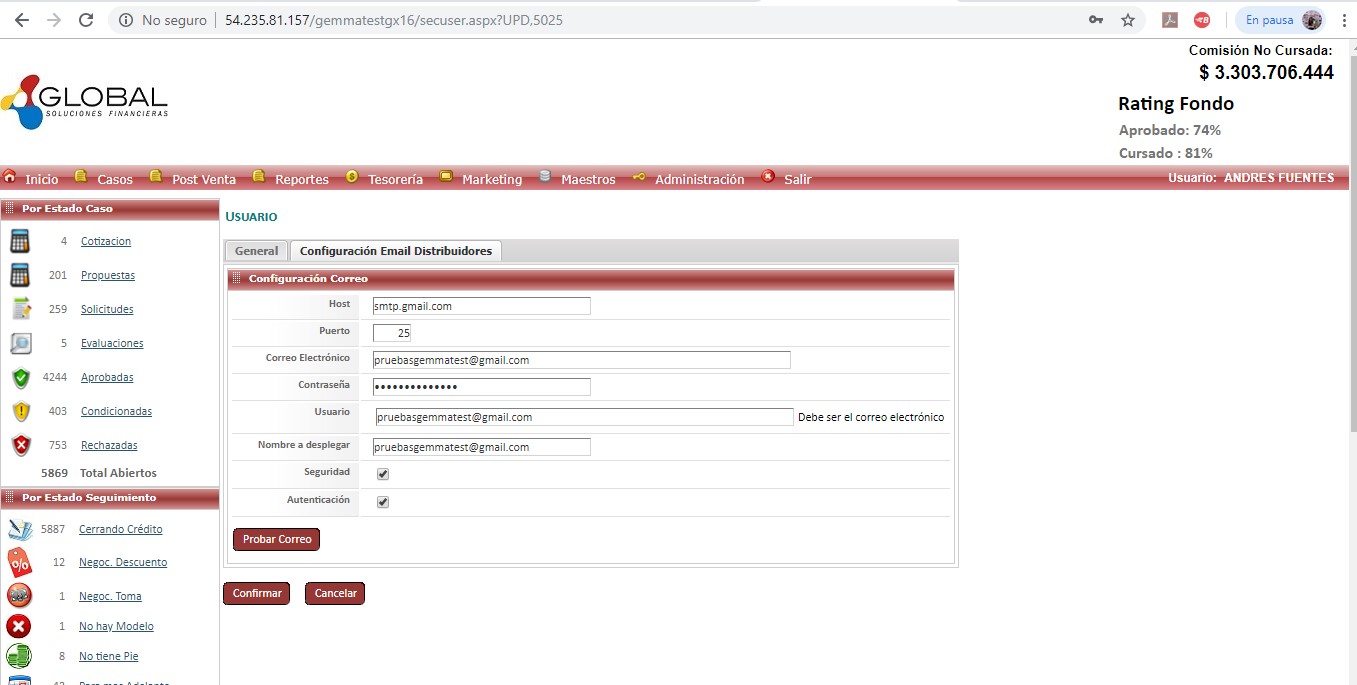 No seguro
54.235.81.157/gemmatestgx16/secuser.aspx?UPD,5025
En pausa
Comisión No Cursada:
$ 3.303.706.444
GLOBAL
SOLUCIONES FINANCIERAS
Rating Fondo
Aprobado: 74%
Cursado : 81%
Inicio Casos Post Venta Reportes Tesorería Marketing Maestros Administración Salir Usuario: ANDRES FUENTES
Por Estado Caso
4 Cotizacion
201 Propuestas
259 Solicitudes
5 Evaluaciones
4244 Aprobadas
403 Condicionadas
753 Rechazadas
5869 Total Abiertos
Por Estado Seguimiento
5887 Cerrando Crédito
12 Negoc. Descuento
1 Negoc. Toma
1 No hay Modelo
8 No tiene Pie
USUARIO
General Configuración Email Distribuidores
Configuración Correo
Host smtp.gmail.com
Puerto 25
Correo Electrónico pruebasgemmatest@gmail.com
Contraseña ••••••••••••••
Usuario pruebasgemmatest@gmail.com Debe ser el correo electrónico
Nombre a desplegar pruebasgemmatest@gmail.com
Seguridad
Autenticación
Probar Correo
Confirmar Cancelar